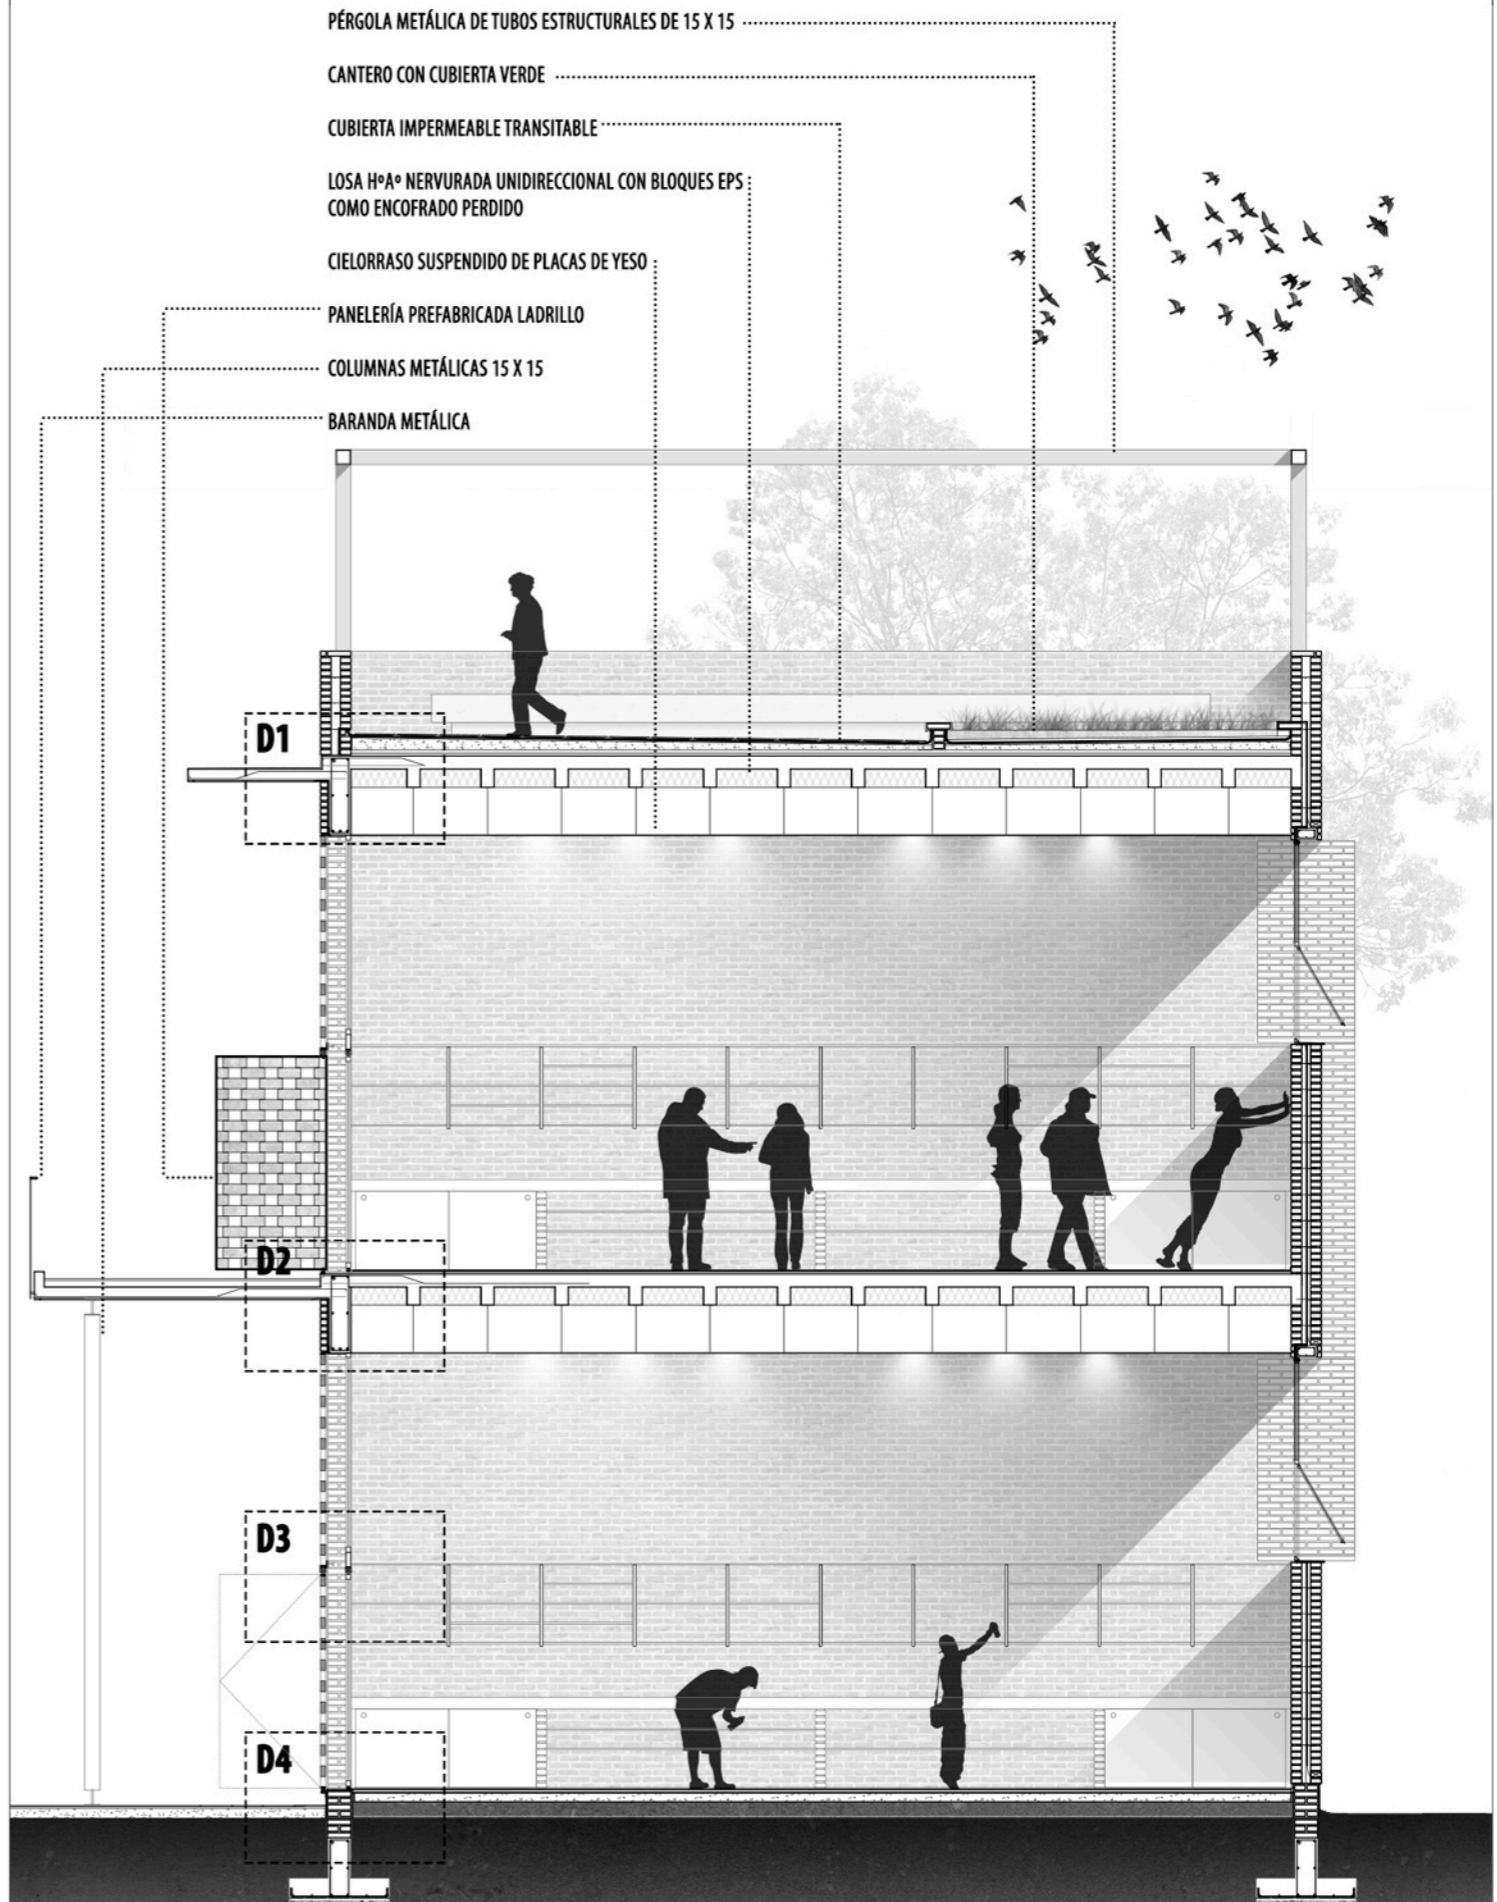 PÉRGOLA METÁLICA DE TUBOS ESTRUCTURALES DE 15 X 15
CANTERO CON CUBIERTA VERDE
CUBIERTA IMPERMEABLE TRANSITABLE
LOSA HºAº NERVURADA UNIDIRECCIONAL CON BLOQUES EPS
COMO ENCOFRADO PERDIDO
CIELORRASO SUSPENDIDO DE PLACAS DE YESO
PANELERÍA PREFABRICADA LADRILLO
COLUMNAS METÁLICAS 15 X 15
BARANDA METÁLICA
D1
D2
D3
D4